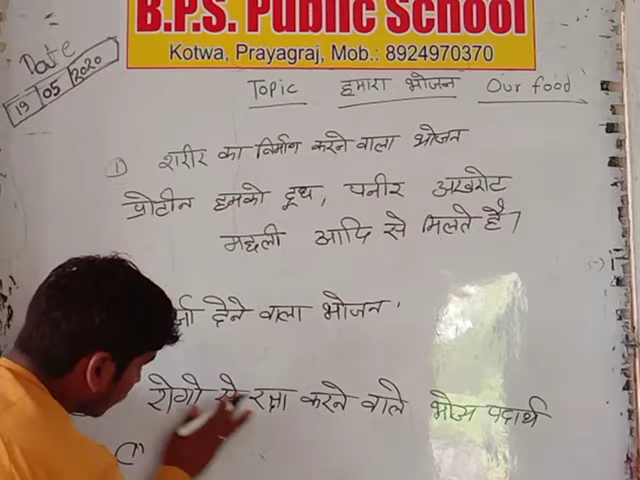 B.P.S. Public School
Kotwa, Prayagraj, Mob.: 8924970370
Date
19 05 2020
Topic हमारा भोजन Our food
① शरीर का निर्माण करने वाला भोजन
प्रोटीन हमको दूध, पनीर अखरोट
मछली आदि से मिलते है।
देने वाला भोजन
रोगो से रक्षा करने वाले भोज्य पदार्थ